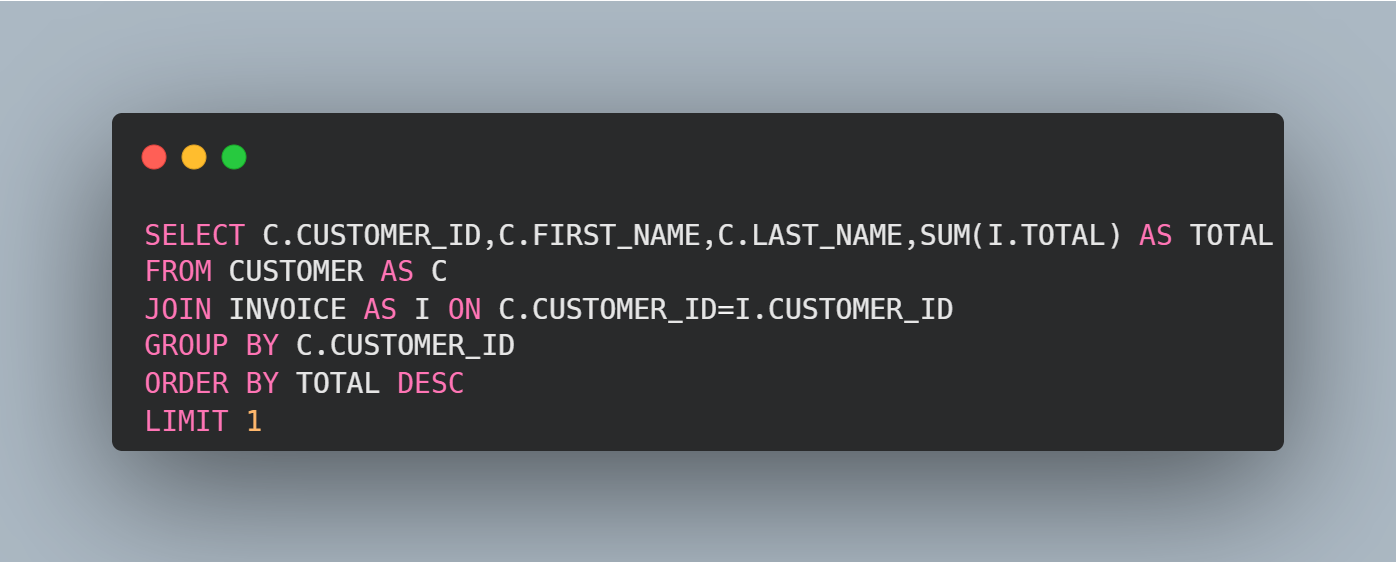 SELECT C.CUSTOMER_ID,C.FIRST_NAME,C.LAST_NAME,SUM(I.TOTAL) AS TOTAL
FROM CUSTOMER AS C
JOIN INVOICE AS I ON C.CUSTOMER_ID=I.CUSTOMER_ID
GROUP BY C.CUSTOMER_ID
ORDER BY TOTAL DESC
LIMIT 1